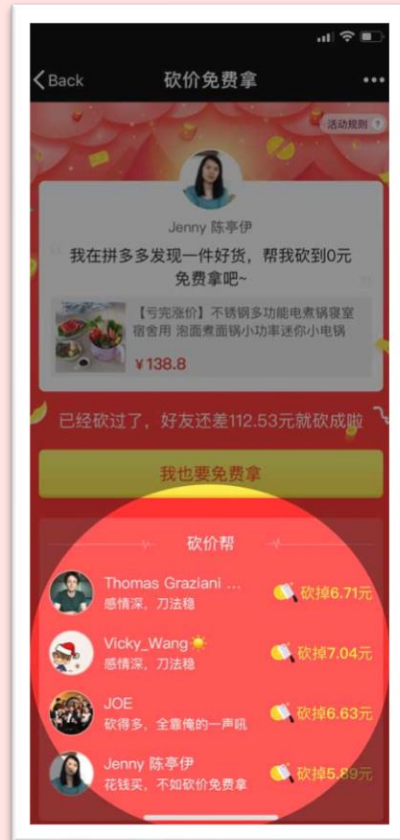 Back
砍价免费拿
活动规则 ?
Jenny 陈亭伊
我在拼多多发现一件好货，帮我砍到0元
免费拿吧~
【亏完涨价】不锈钢多功能电煮锅寝室
宿舍用 泡面煮面锅小功率迷你小电锅
¥138.8
已经砍过了，好友还差112.53元就砍成啦
我也要免费拿
砍价帮
Thomas Graziani ...
感情深，刀法稳
砍掉6.71元
Vicky_Wang☀️
感情深，刀法稳
砍掉7.04元
JOE
砍得多，全靠俺的一声吼
砍掉6.63元
Jenny 陈亭伊
花钱买，不如砍价免费拿
砍掉5.89元